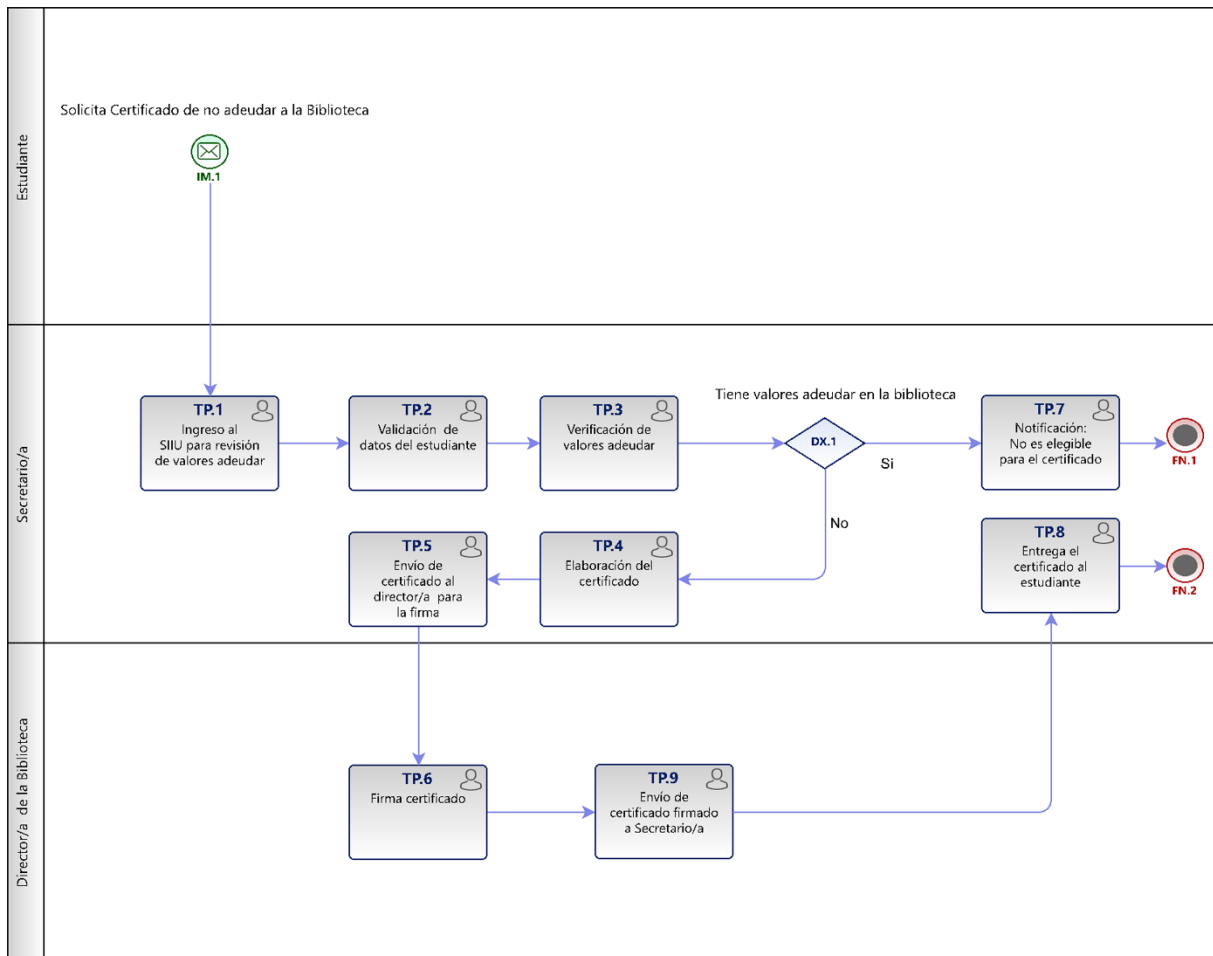 Estudiante
Solicita Certificado de no adeudar a la Biblioteca
IM.1
Secretario/a
TP.1
Ingreso al
SIIU para revisión
de valores adeudar
TP.2
Validación de
datos del estudiante
TP.3
Verificación de
valores adeudar
Tiene valores adeudar en la biblioteca
DX.1
Si
No
TP.7
Notificación:
No es elegible
para el certificado
FN.1
TP.5
Envío de
certificado al
director/a para
la firma
TP.4
Elaboración del
certificado
TP.8
Entrega el
certificado al
estudiante
FN.2
Director/a de la Biblioteca
TP.6
Firma certificado
TP.9
Envío de
certificado firmado
a Secretario/a